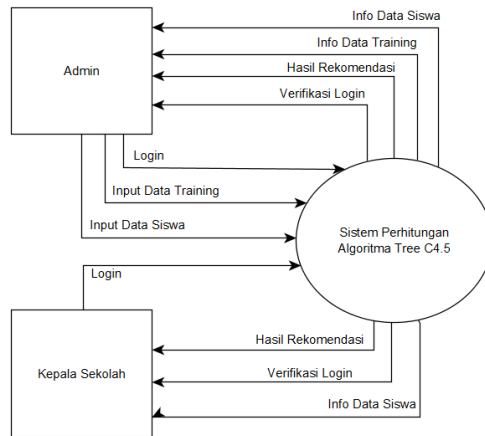 Info Data Siswa
Info Data Training
Hasil Rekomendasi
Verifikasi Login
Admin
Login
Input Data Training
Input Data Siswa
Sistem Perhitungan
Algoritma Tree C4.5
Login
Kepala Sekolah
Hasil Rekomendasi
Verifikasi Login
Info Data Siswa